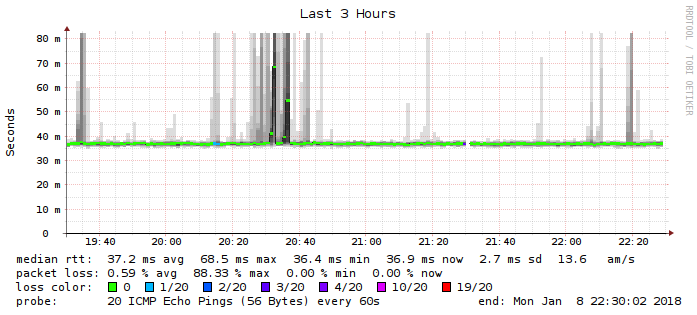 Last 3 Hours
RRDTOOL / TOBI OETIKER
Seconds
80 m
70 m
60 m
50 m
40 m
30 m
20 m
10 m
0
19:40 20:00 20:20 20:40 21:00 21:20 21:40 22:00 22:20
median rtt: 37.2 ms avg 68.5 ms max 36.4 ms min 36.9 ms now 2.7 ms sd 13.6 am/s
packet loss: 0.59 % avg 88.33 % max 0.00 % min 0.00 % now
loss color: 0 1/20 2/20 3/20 4/20 10/20 19/20
probe: 20 ICMP Echo Pings (56 Bytes) every 60s end: Mon Jan 8 22:30:02 2018